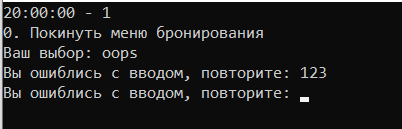 20:00:00 - 1
0. Покинуть меню бронирования
Ваш выбор: oops
Вы ошиблись с вводом, повторите: 123
Вы ошиблись с вводом, повторите: